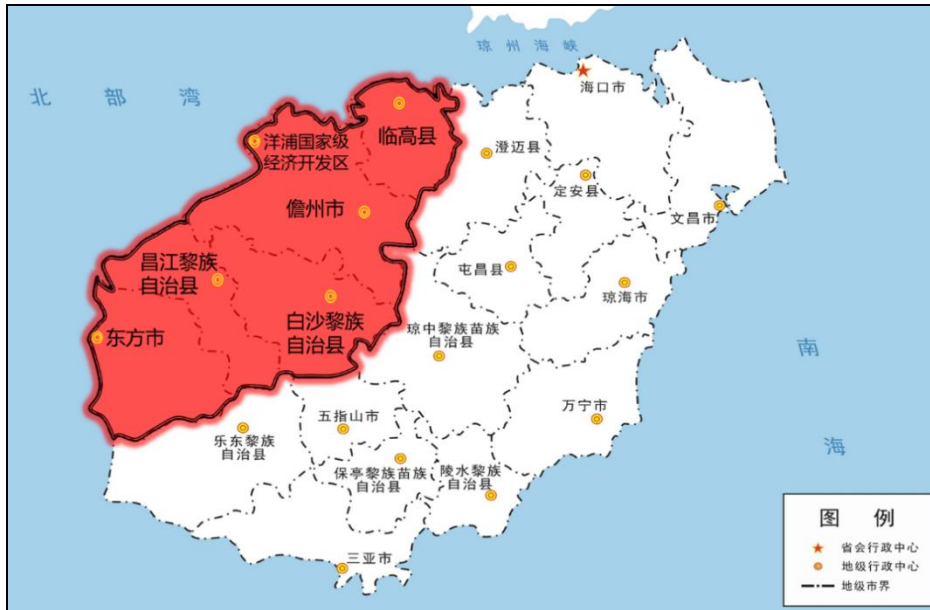 琼州海峡
北部湾
海口市
临高县
洋浦国家级
经济开发区
澄迈县
定安县
儋州市
文昌市
昌江黎族
自治县
屯昌县
琼海市
白沙黎族
自治县
东方市
琼中黎族苗族
自治县
南
海
万宁市
五指山市
乐东黎族
自治县
保亭黎族苗族
自治县
陵水黎族
自治县
三亚市
图例
省会行政中心
地级行政中心
地级市界